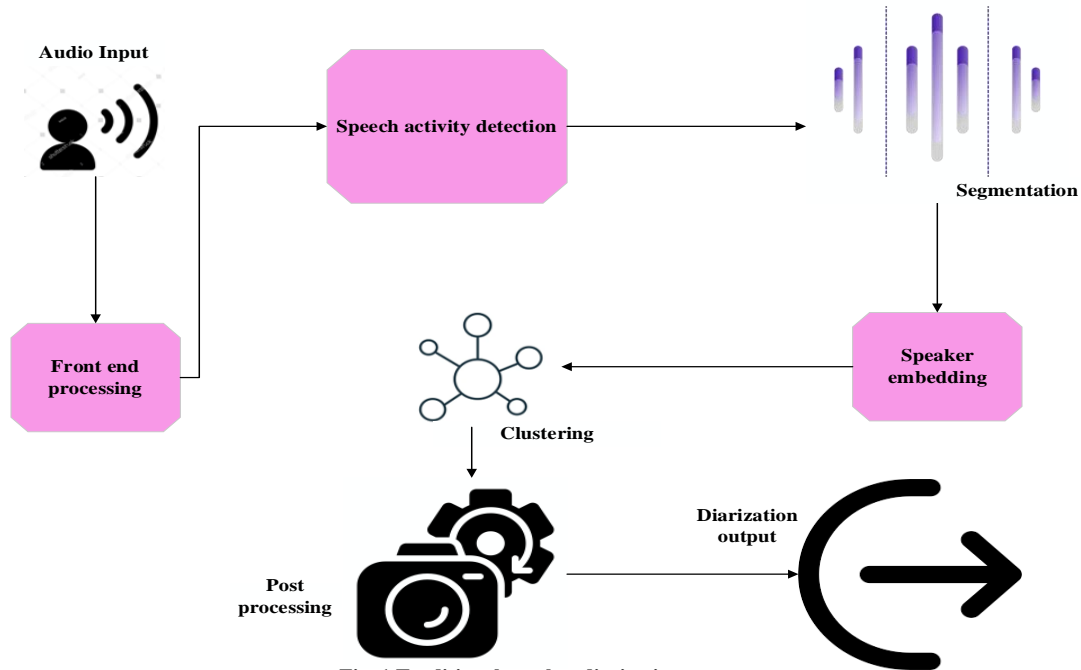 Audio Input
Speech activity detection
Segmentation
Front end
processing
Speaker
embedding
Clustering
Diarization
output
Post
processing